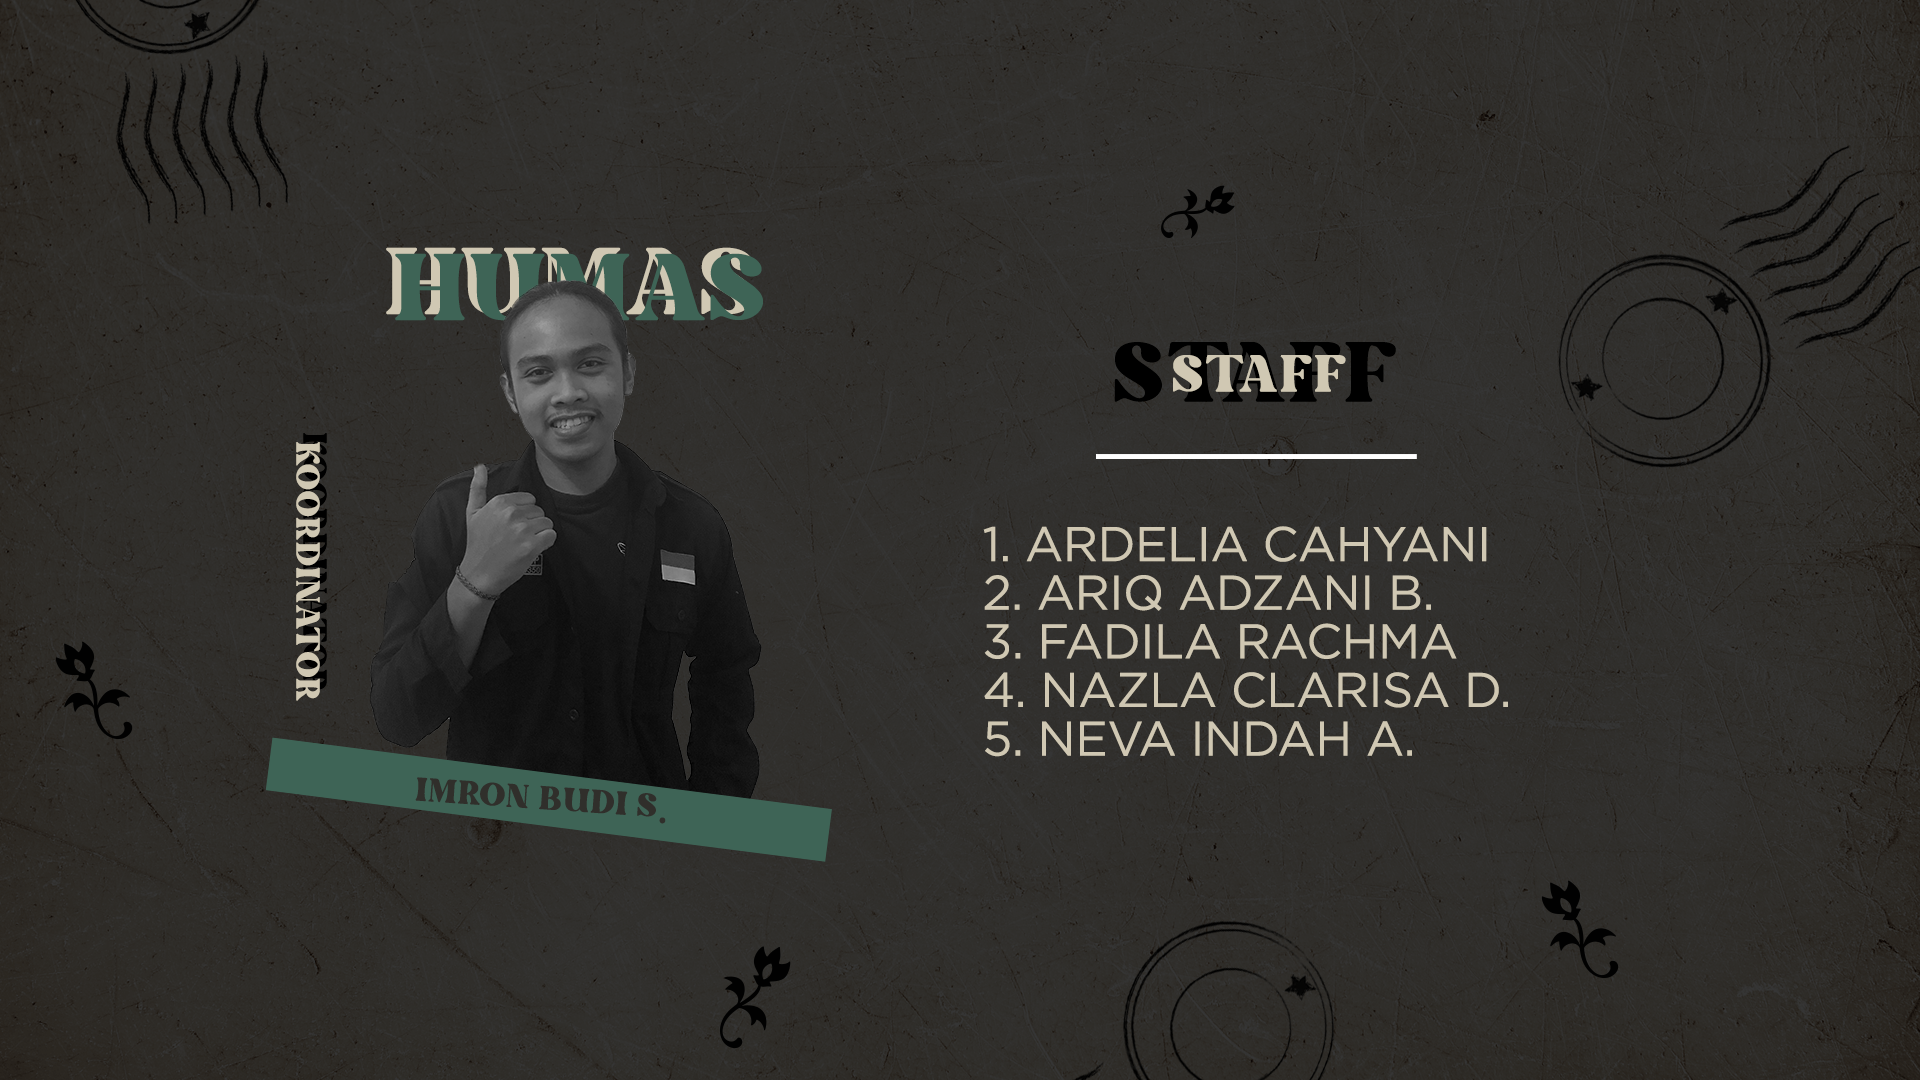 HUMAS
KOORDINATOR
IMRON BUDI S.
STAFF
1. ARDELIA CAHYANI
2. ARIQ ADZANI B.
3. FADILA RACHMA
4. NAZLA CLARISA D.
5. NEVA INDAH A.